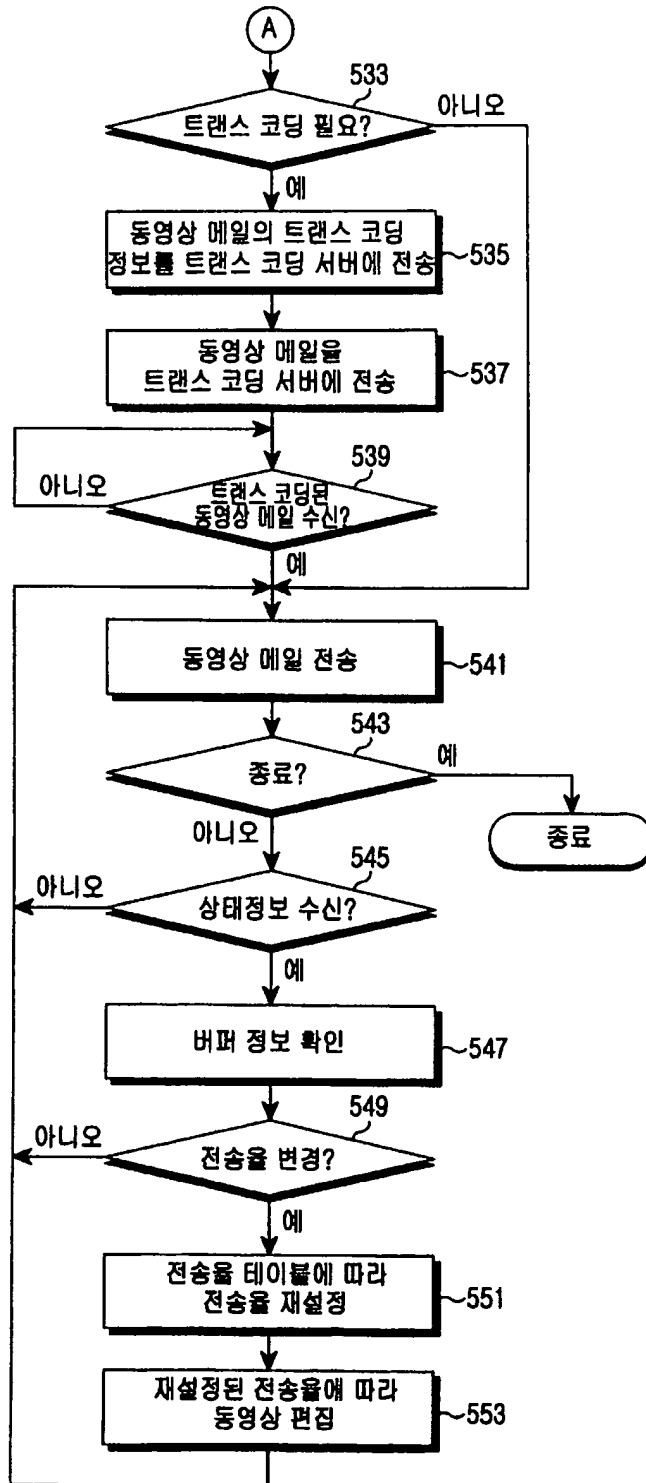 A
533
트랜스 코딩 필요?
아니오
예
동영상 메일의 트랜스 코딩
정보를 트랜스 코딩 서버에 전송
535
동영상 메일을
트랜스 코딩 서버에 전송
537
539
아니오
트랜스 코딩된
동영상 메일 수신?
예
동영상 메일 전송
541
543
종료?
예
종료
아니오
545
아니오
상태정보 수신?
예
버퍼 정보 확인
547
549
아니오
전송율 변경?
예
전송율 테이블에 따라
전송율 재설정
551
재설정된 전송율에 따라
동영상 편집
553